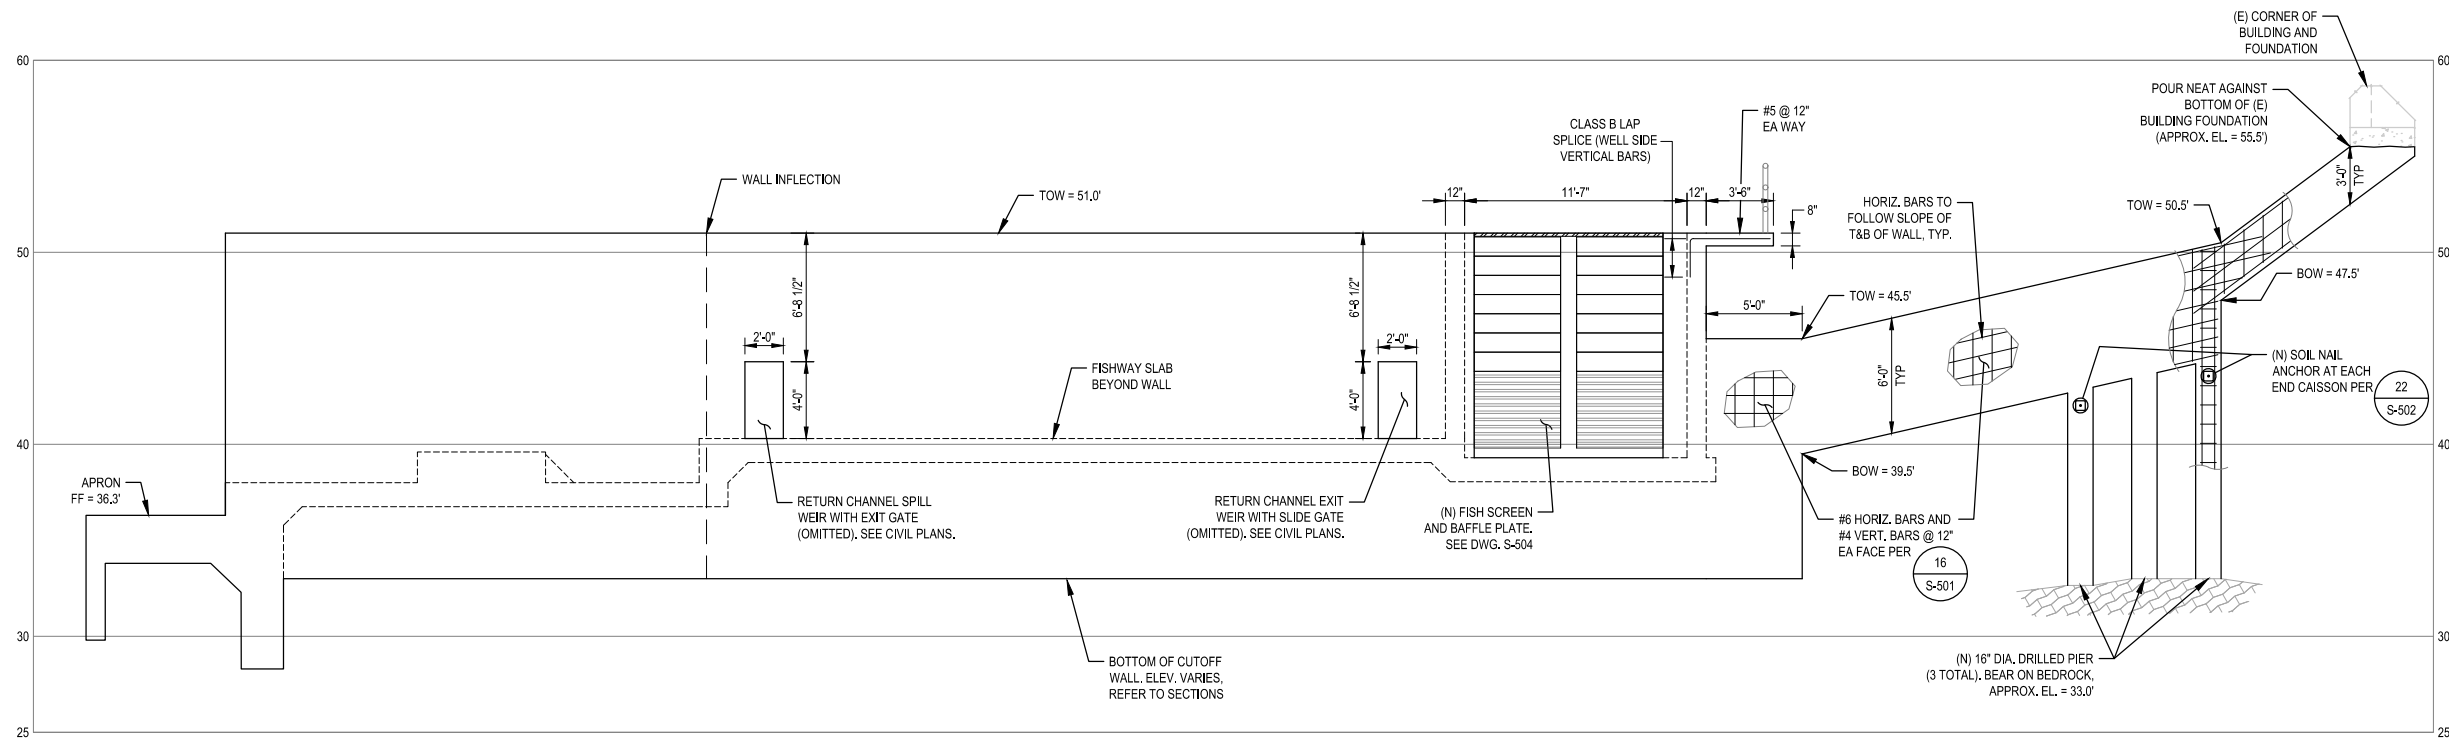 (E) CORNER OF
BUILDING AND
FOUNDATION
60
60
POUR NEAT AGAINST
BOTTOM OF (E)
BUILDING FOUNDATION
(APPROX. EL. = 55.5')
#5 @ 12"
EA WAY
CLASS B LAP
SPLICE (WELL SIDE
VERTICAL BARS)
WALL INFLECTION
TOW = 51.0'
12"
11'-7"
12"
3'-6"
8"
HORIZ. BARS TO
FOLLOW SLOPE OF
T&B OF WALL, TYP.
TOW = 50.5'
3'-0"
TYP
50
50
BOW = 47.5'
6'-8 1/2"
6'-8 1/2"
5'-0"
TOW = 45.5'
2'-0"
2'-0"
FISHWAY SLAB
BEYOND WALL
4'-0"
4'-0"
6'-0"
TYP
(N) SOIL NAIL
ANCHOR AT EACH
END CAISSON PER
22
S-502
40
40
APRON
FF = 36.3'
RETURN CHANNEL SPILL
WEIR WITH EXIT GATE
(OMITTED). SEE CIVIL PLANS.
RETURN CHANNEL EXIT
WEIR WITH SLIDE GATE
(OMITTED). SEE CIVIL PLANS.
(N) FISH SCREEN
AND BAFFLE PLATE.
SEE DWG. S-504
BOW = 39.5'
#6 HORIZ. BARS AND
#4 VERT. BARS @ 12"
EA FACE PER
16
S-501
30
30
BOTTOM OF CUTOFF
WALL. ELEV. VARIES,
REFER TO SECTIONS
(N) 16" DIA. DRILLED PIER
(3 TOTAL). BEAR ON BEDROCK,
APPROX. EL. = 33.0'
25
25